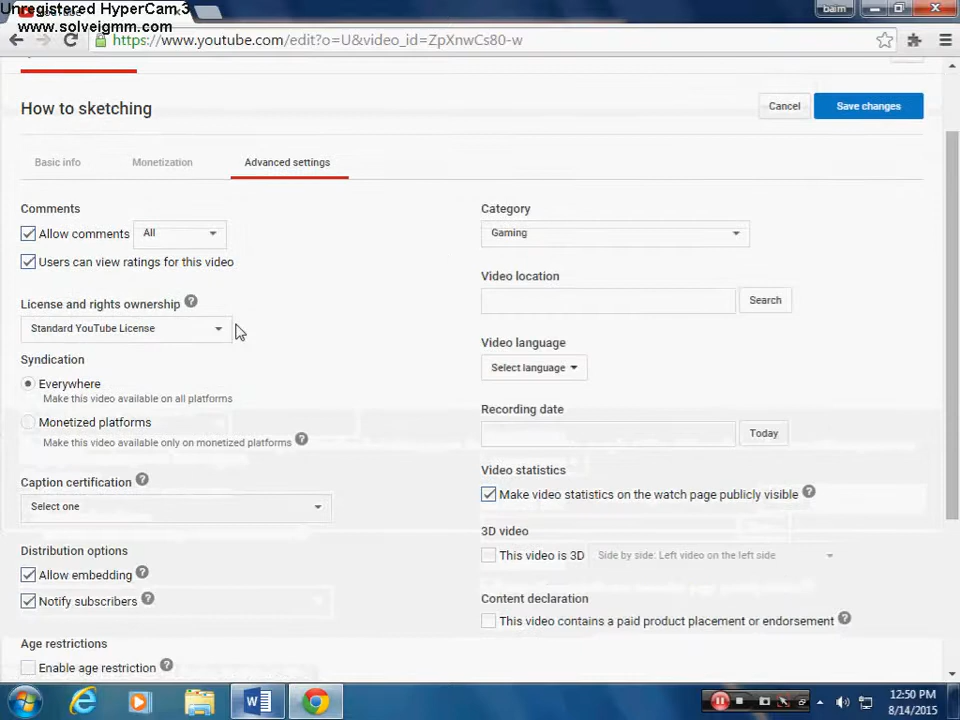 Unregistered HyperCam 3
www.solveigmm.com
baim
https://www.youtube.com/edit?o=U&video_id=ZpXnwCs80-w
How to sketching
Cancel
Save changes
Basic info
Monetization
Advanced settings
Comments
Allow comments
All
Users can view ratings for this video
License and rights ownership ?
Standard YouTube License
Syndication
Everywhere
Make this video available on all platforms
Monetized platforms
Make this video available only on monetized platforms ?
Caption certification ?
Select one
Distribution options
Allow embedding ?
Notify subscribers ?
Age restrictions
Enable age restriction ?
Category
Gaming
Video location
Search
Video language
Select language
Recording date
Today
Video statistics
Make video statistics on the watch page publicly visible ?
3D video
This video is 3D
Side by side: Left video on the left side
Content declaration
This video contains a paid product placement or endorsement ?
12:50 PM
8/14/2015